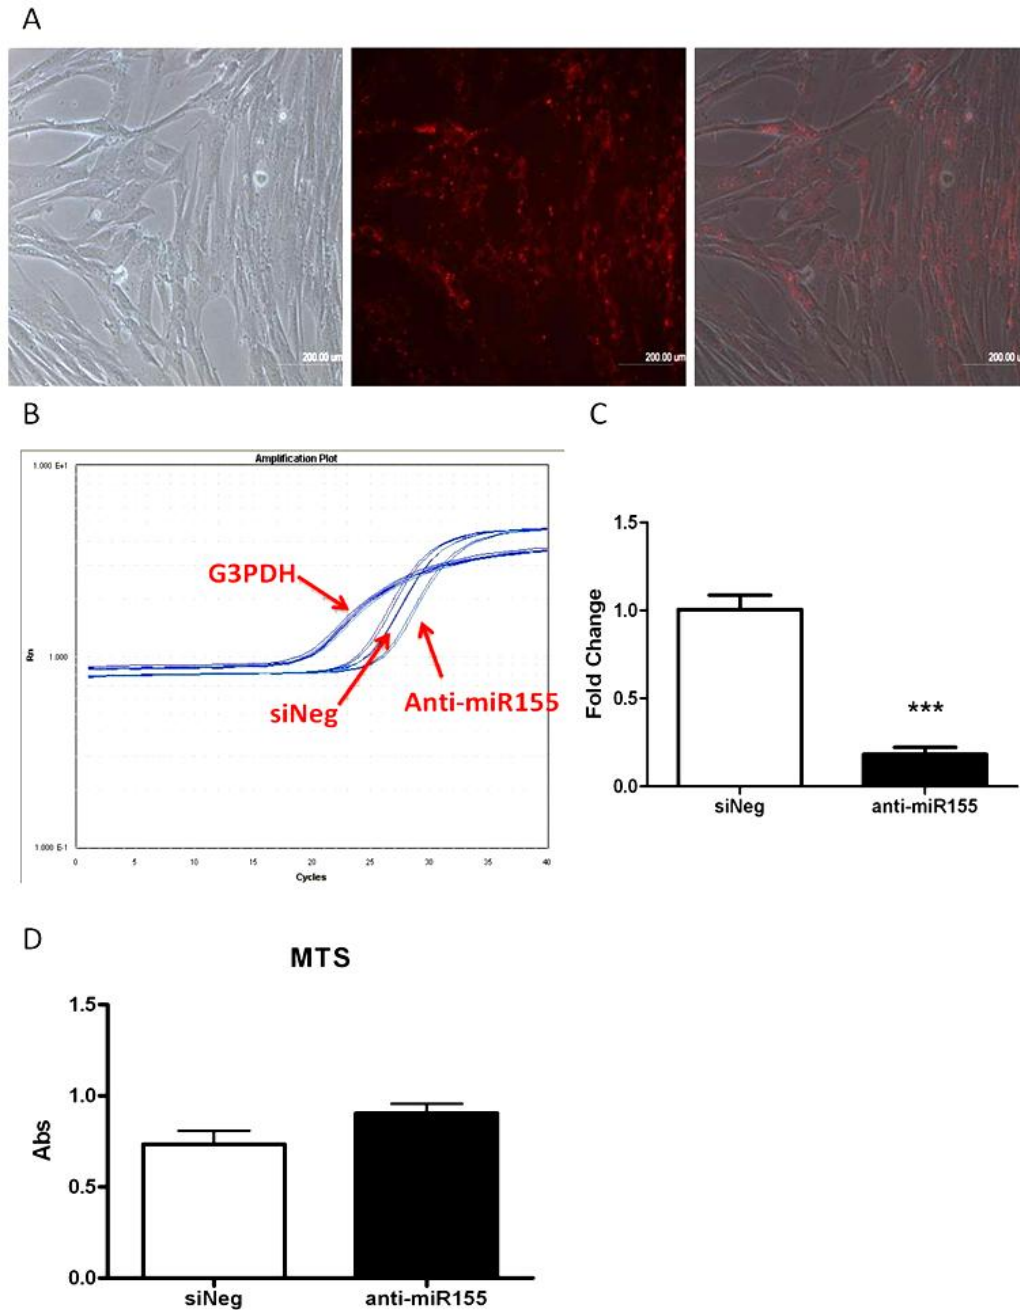 A
200.00 um
200.00 um
200.00 u
B
Amplification Plot
1.000 E+1
1.000
1.000 E-1
Rn
0 5 10 15 20 25 30 35 40
Cycles
G3PDH
siNeg
Anti-miR155
C
Fold Change
1.5
1.0
0.5
0.0
***
siNeg anti-miR155
D
MTS
Abs
1.5
1.0
0.5
0.0
siNeg anti-miR155